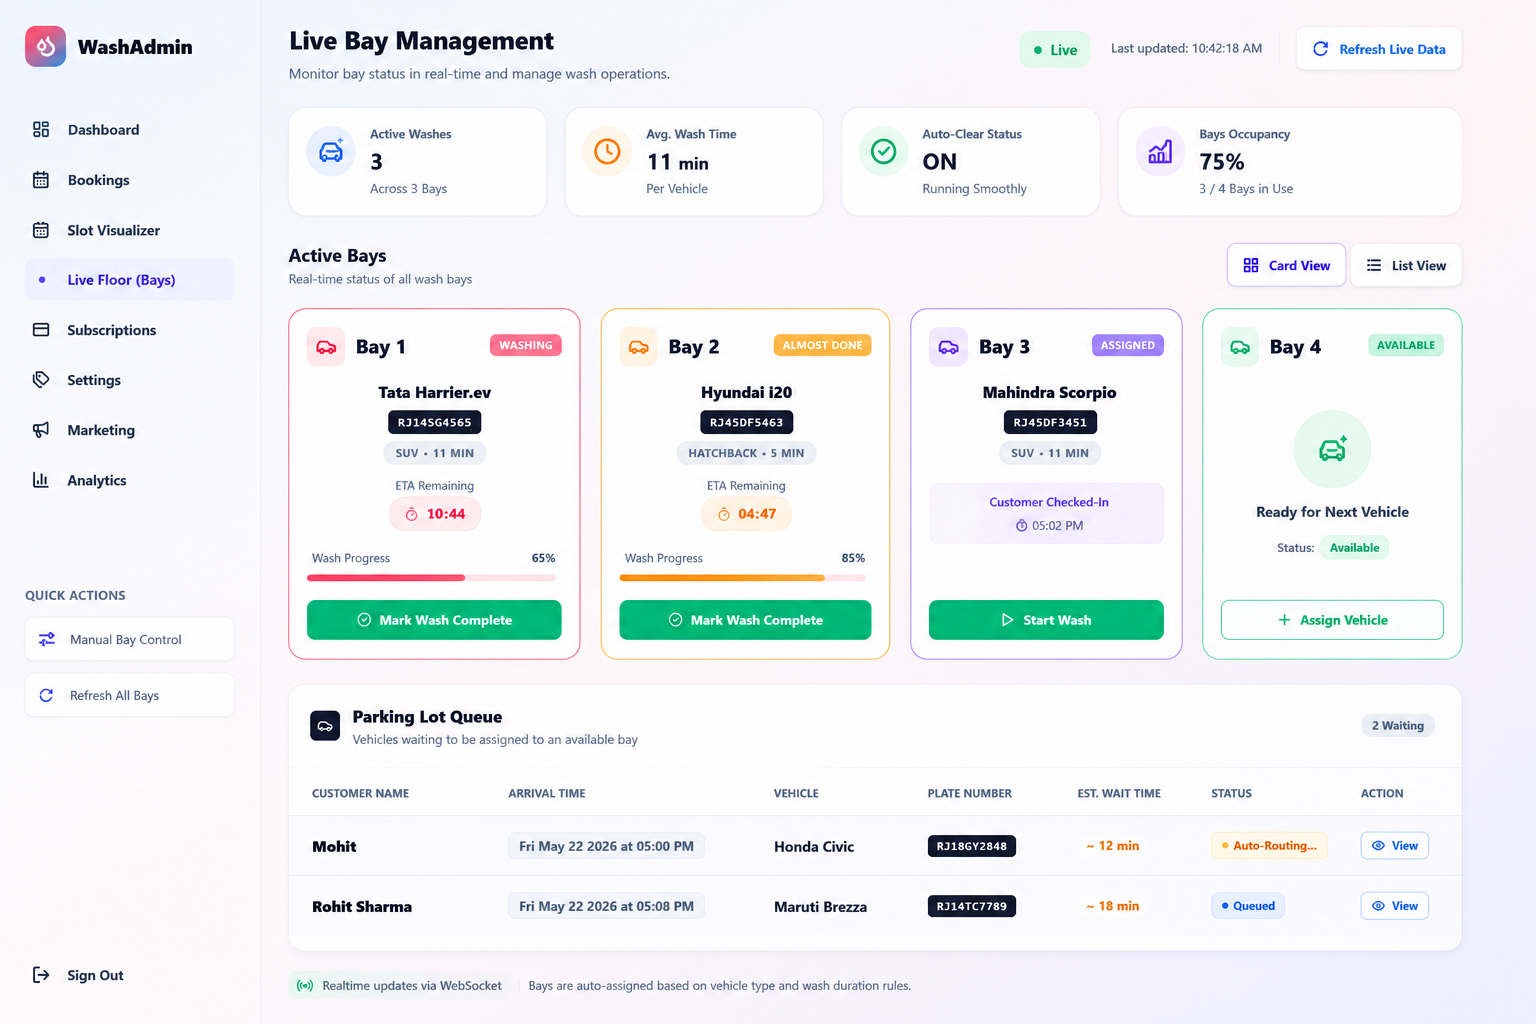 WashAdmin
Dashboard
Bookings
Slot Visualizer
Live Floor (Bays)
Subscriptions
Settings
Marketing
Analytics
QUICK ACTIONS
Manual Bay Control
Refresh All Bays
Sign Out
Live Bay Management
Monitor bay status in real-time and manage wash operations.
Live
Last updated: 10:42:18 AM
Refresh Live Data
Active Washes
3
Across 3 Bays
Avg. Wash Time
11 min
Per Vehicle
Auto-Clear Status
ON
Running Smoothly
Bays Occupancy
75%
3 / 4 Bays in Use
Active Bays
Real-time status of all wash bays
Card View
List View
Bay 1
WASHING
Tata Harrier.ev
RJ14SG4565
SUV • 11 MIN
ETA Remaining
10:44
Wash Progress
65%
Mark Wash Complete
Bay 2
ALMOST DONE
Hyundai i20
RJ45DF5463
HATCHBACK • 5 MIN
ETA Remaining
04:47
Wash Progress
85%
Mark Wash Complete
Bay 3
ASSIGNED
Mahindra Scorpio
RJ45DF3451
SUV • 11 MIN
Customer Checked-In
05:02 PM
Start Wash
Bay 4
AVAILABLE
Ready for Next Vehicle
Status: Available
Assign Vehicle
Parking Lot Queue
Vehicles waiting to be assigned to an available bay
2 Waiting
CUSTOMER NAME ARRIVAL TIME VEHICLE PLATE NUMBER EST. WAIT TIME STATUS ACTION
Mohit Fri May 22 2026 at 05:00 PM Honda Civic RJ18GY2848 ~ 12 min Auto-Routing... View
Rohit Sharma Fri May 22 2026 at 05:08 PM Maruti Brezza RJ14TC7789 ~ 18 min Queued View
Realtime updates via WebSocket
Bays are auto-assigned based on vehicle type and wash duration rules.